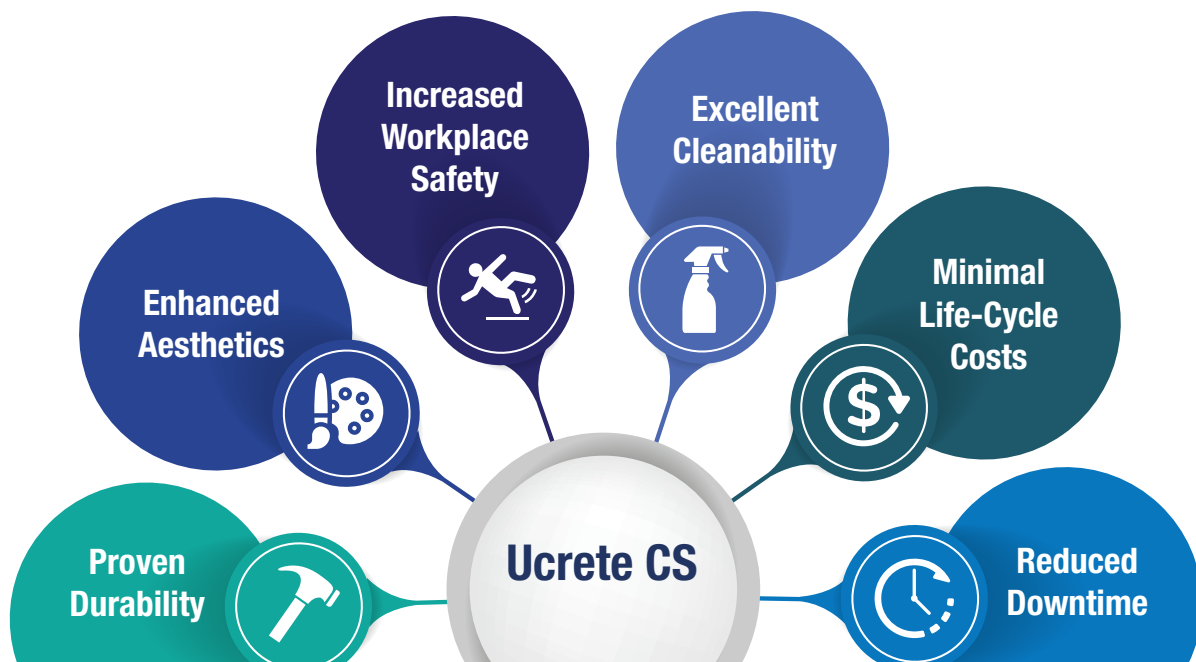 Increased
Workplace
Safety
Excellent
Cleanability
Enhanced
Aesthetics
Minimal
Life-Cycle
Costs
$
Proven
Durability
Ucrete CS
Reduced
Downtime